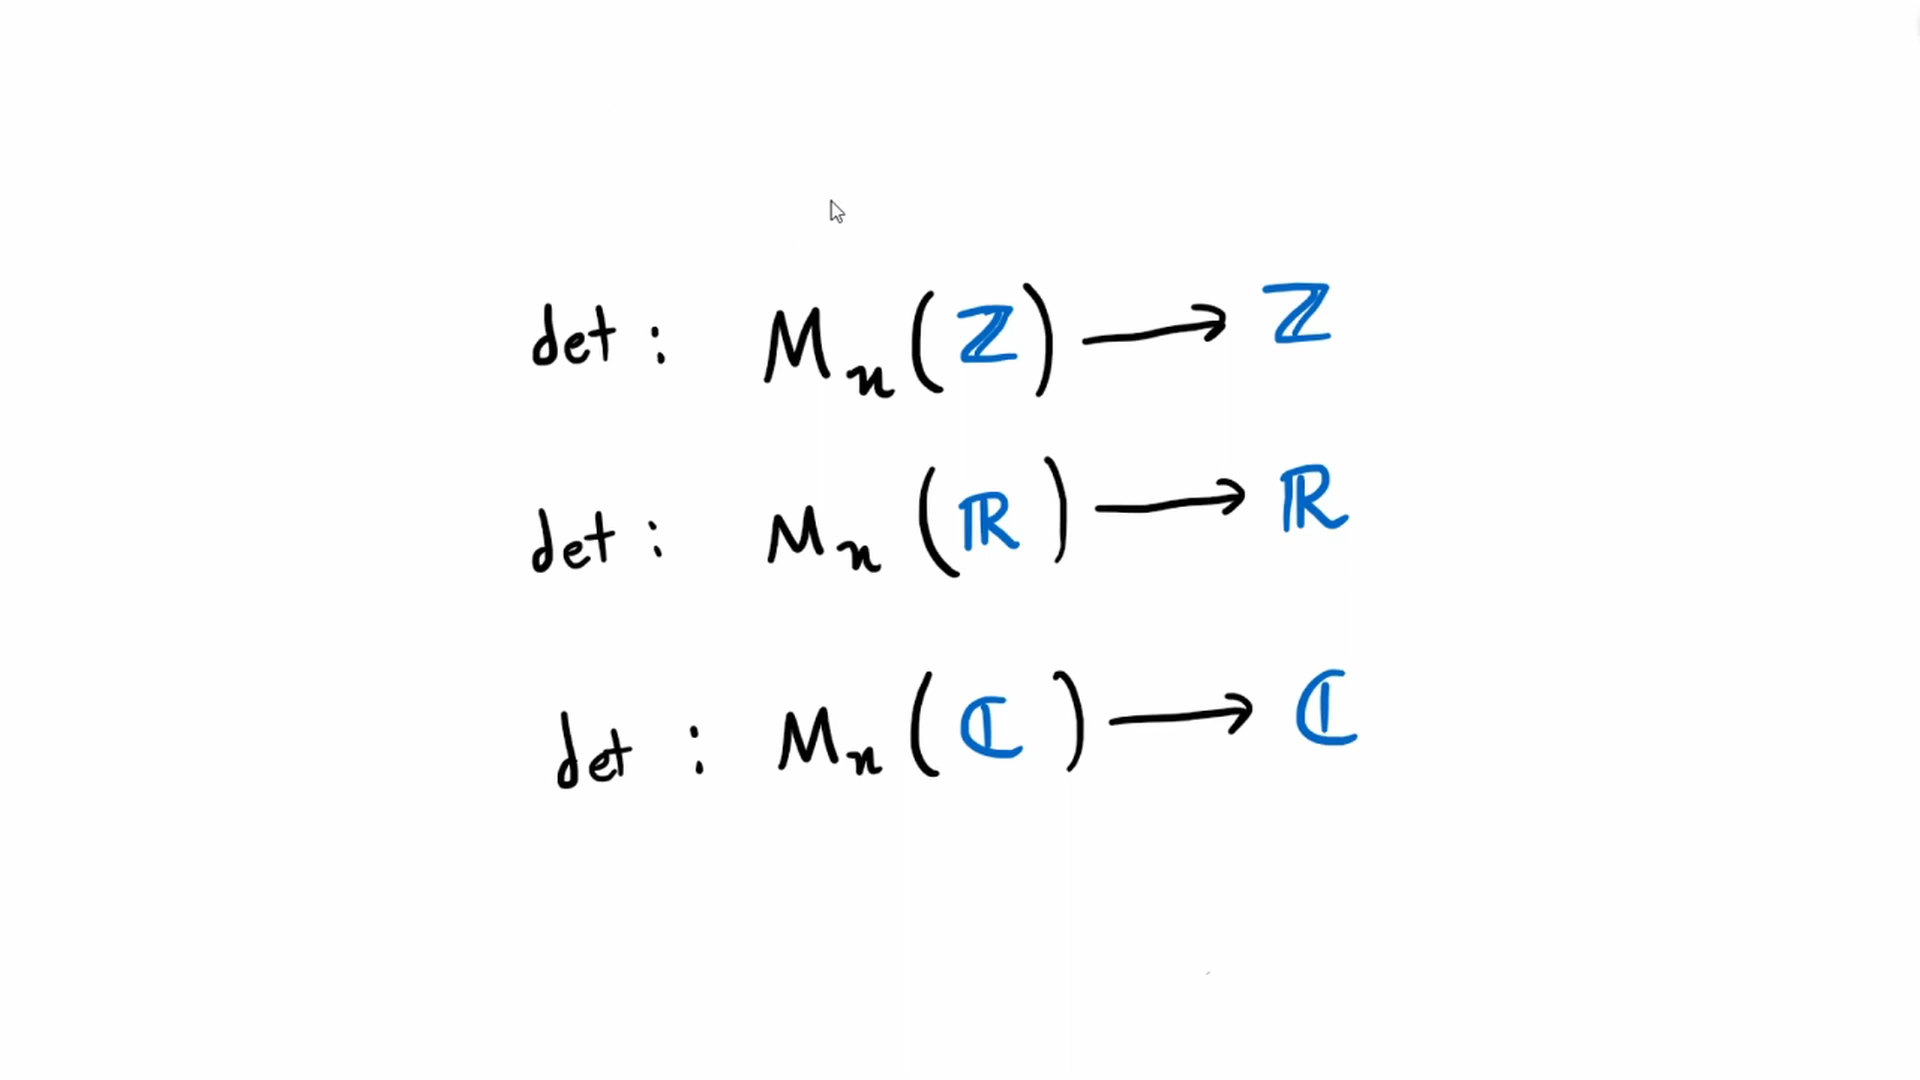 det : Mₙ(ℤ) ⟶ ℤ
det : Mₙ(ℝ) ⟶ ℝ
det : Mₙ(ℂ) ⟶ ℂ